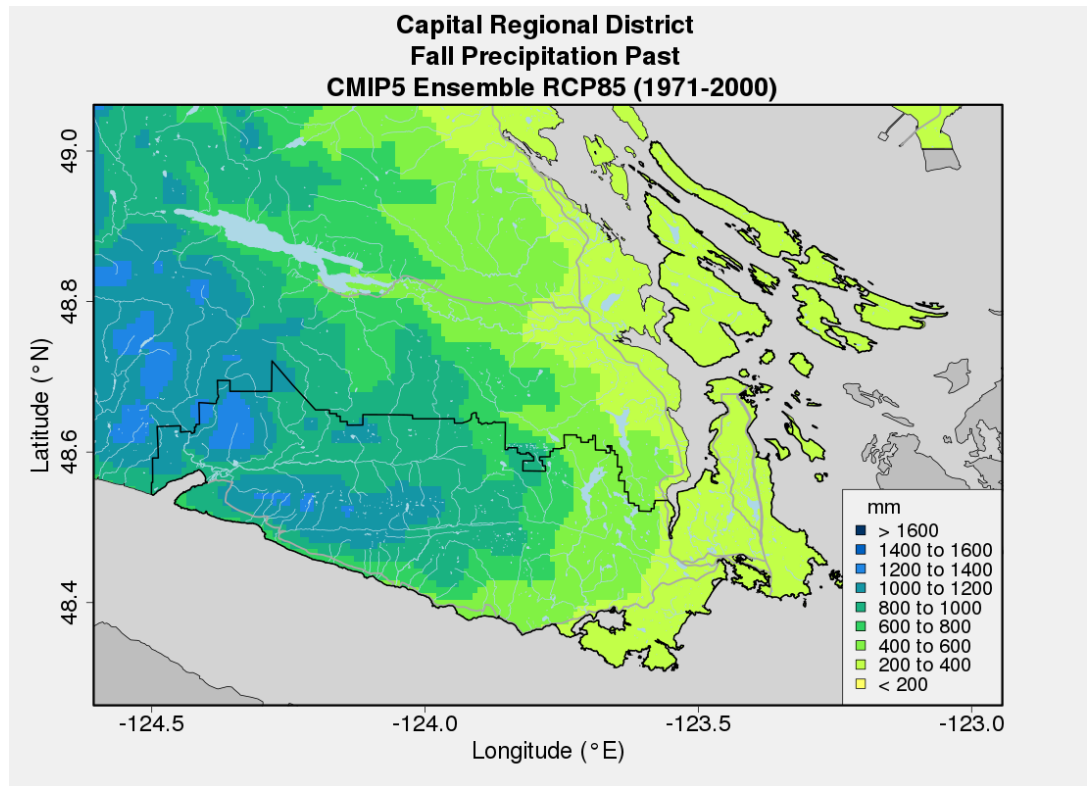 Capital Regional District
Fall Precipitation Past
CMIP5 Ensemble RCP85 (1971-2000)
Latitude (°N)
49.0
48.8
48.6
48.4
mm
> 1600
1400 to 1600
1200 to 1400
1000 to 1200
800 to 1000
600 to 800
400 to 600
200 to 400
< 200
-124.5 -124.0 -123.5 -123.0
Longitude (°E)